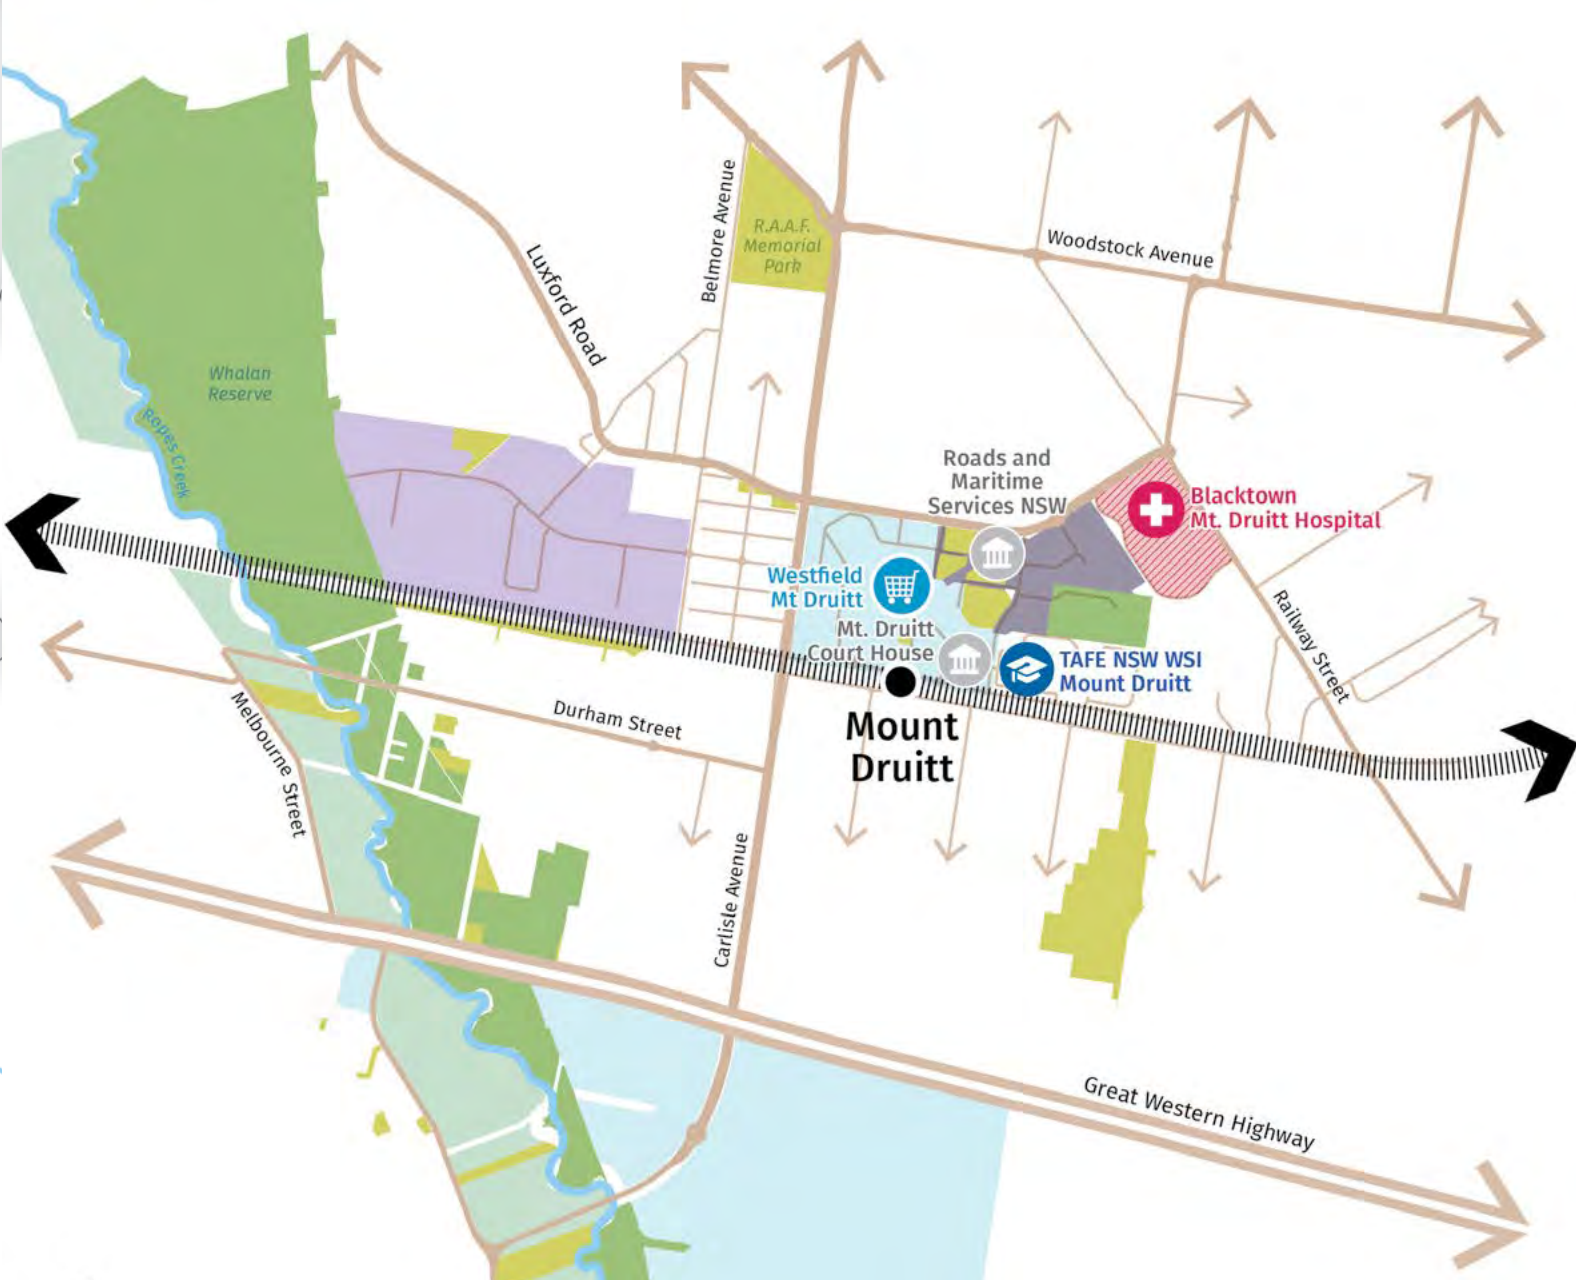 Woodstock Avenue
Belmore Avenue
R.A.A.F.
Memorial
Park
Luxford Road
Whalan
Reserve
Ropes Creek
Roads and
Maritime
Services NSW
Blacktown
Mt. Druitt Hospital
Westfield
Mt Druitt
Mt. Druitt
Court House
TAFE NSW WSI
Mount Druitt
Railway Street
Mount
Druitt
Durham Street
Melbourne Street
Carlisle Avenue
Great Western Highway